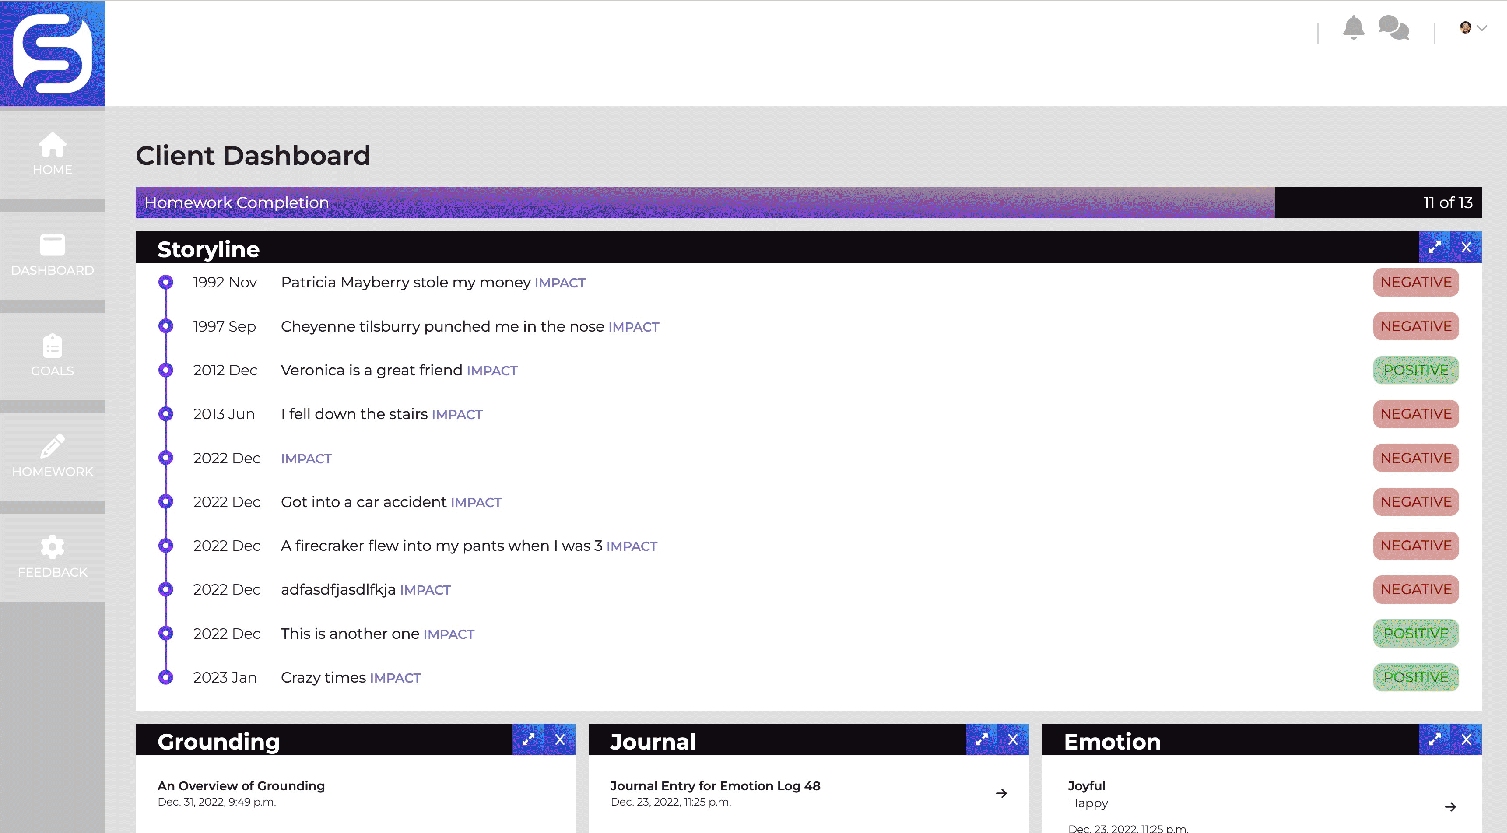 HOME
DASHBOARD
GOALS
HOMEWORK
FEEDBACK
Client Dashboard
Homework Completion 11 of 13
Storyline X
1992 Nov Patricia Mayberry stole my money IMPACT NEGATIVE
1997 Sep Cheyenne tilsburry punched me in the nose IMPACT NEGATIVE
2012 Dec Veronica is a great friend IMPACT POSITIVE
2013 Jun I fell down the stairs IMPACT NEGATIVE
2022 Dec IMPACT NEGATIVE
2022 Dec Got into a car accident IMPACT NEGATIVE
2022 Dec A firecraker flew into my pants when I was 3 IMPACT NEGATIVE
2022 Dec adfasdfjasdlfkja IMPACT NEGATIVE
2022 Dec This is another one IMPACT POSITIVE
2023 Jan Crazy times IMPACT POSITIVE
Grounding X
An Overview of Grounding
Dec. 31, 2022, 9:49 p.m.
Journal X
Journal Entry for Emotion Log 48
Dec. 23, 2022, 11:25 p.m.
Emotion X
Joyful
Happy
Dec. 23, 2022, 11:25 p.m.